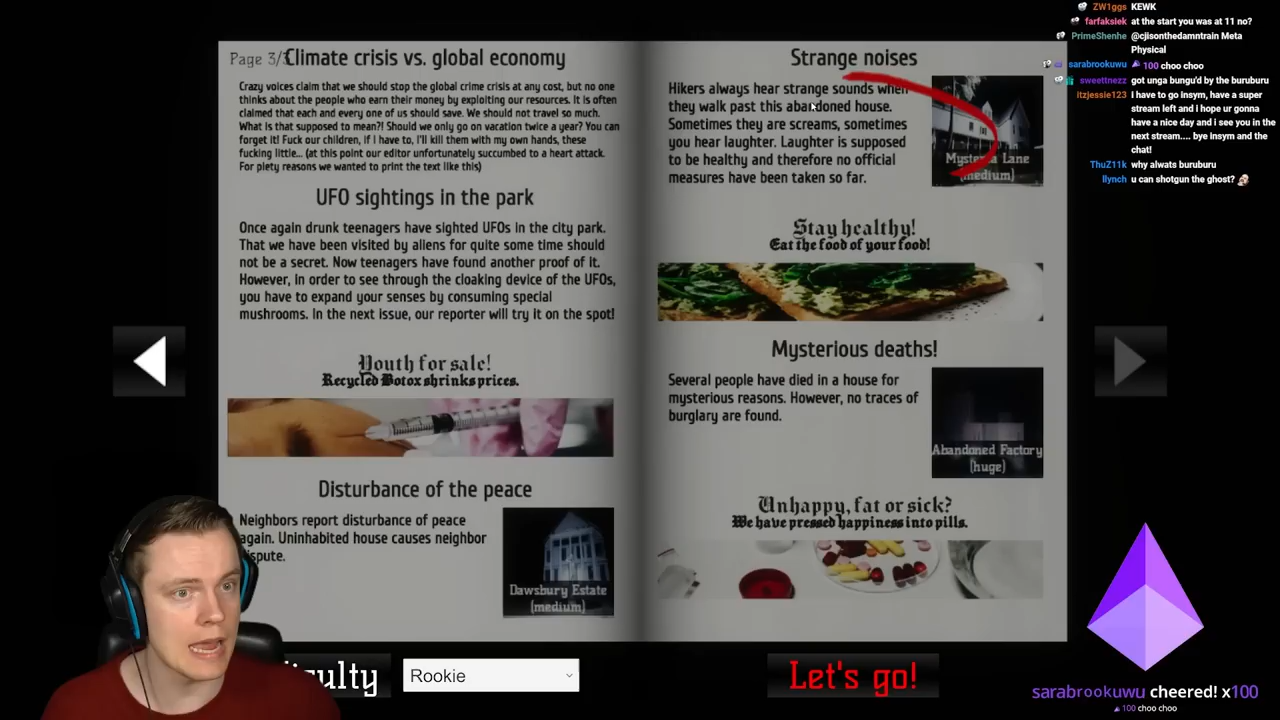 Page 3/3
Climate crisis vs. global economy
Crazy voices claim that we should stop the global crime crisis at any cost, but no one
thinks about the people who earn their money by exploiting our resources. It is often
claimed that each and every one of us should save. We should not travel so much.
What is that supposed to mean?! Should we only go on vacation twice a year? You can
forget it! Fuck our children, if I have to, I'll kill them with my own hands, these
fucking little... (at this point our editor unfortunately succumbed to a heart attack.
For piety reasons we wanted to print the text like this)
UFO sightings in the park
Once again drunk teenagers have sighted UFOs in the city park.
That we have been visited by aliens for quite some time should
not be a secret. Now teenagers have found another proof of it.
However, in order to see through the cloaking device of the UFOs,
you have to expand your senses by consuming special
mushrooms. In the next issue, our reporter will try it on the spot!
Youth for sale!
Recycled Botox shrinks prices.
Disturbance of the peace
Neighbors report disturbance of peace
again. Uninhabited house causes neighbor
ispute.
Dawsbury Estate
(medium)
Strange noises
Hikers always hear strange sounds when
they walk past this abandoned house.
Sometimes they are screams, sometimes
you hear laughter. Laughter is supposed
to be healthy and therefore no official
measures have been taken so far.
Lane
(medium)
Stay healthy!
Eat the food of your food!
Mysterious deaths!
Several people have died in a house for
mysterious reasons. However, no traces of
burglary are found.
Abandoned Factory
(huge)
Unhappy, fat or sick?
We have pressed happiness into pills.
iculty
Rookie
Let's go!
ZW1ggs KEWK
farfaksiek at the start you was at 11 no?
PrimeShenhe @cjisonthedamntrain Meta
Physical
sarabrookuwu 100 choo choo
sweettnezz got unga bungu'd by the buruburu
itzjessie123 i have to go insym, have a super
stream left and i hope ur gonna
have a nice day and i see you in the
next stream.... bye insym and the
chat!
ThuZ11k why alwats buruburu
llynch u can shotgun the ghost?
sarabrookuwu cheered! x100
100 choo choo